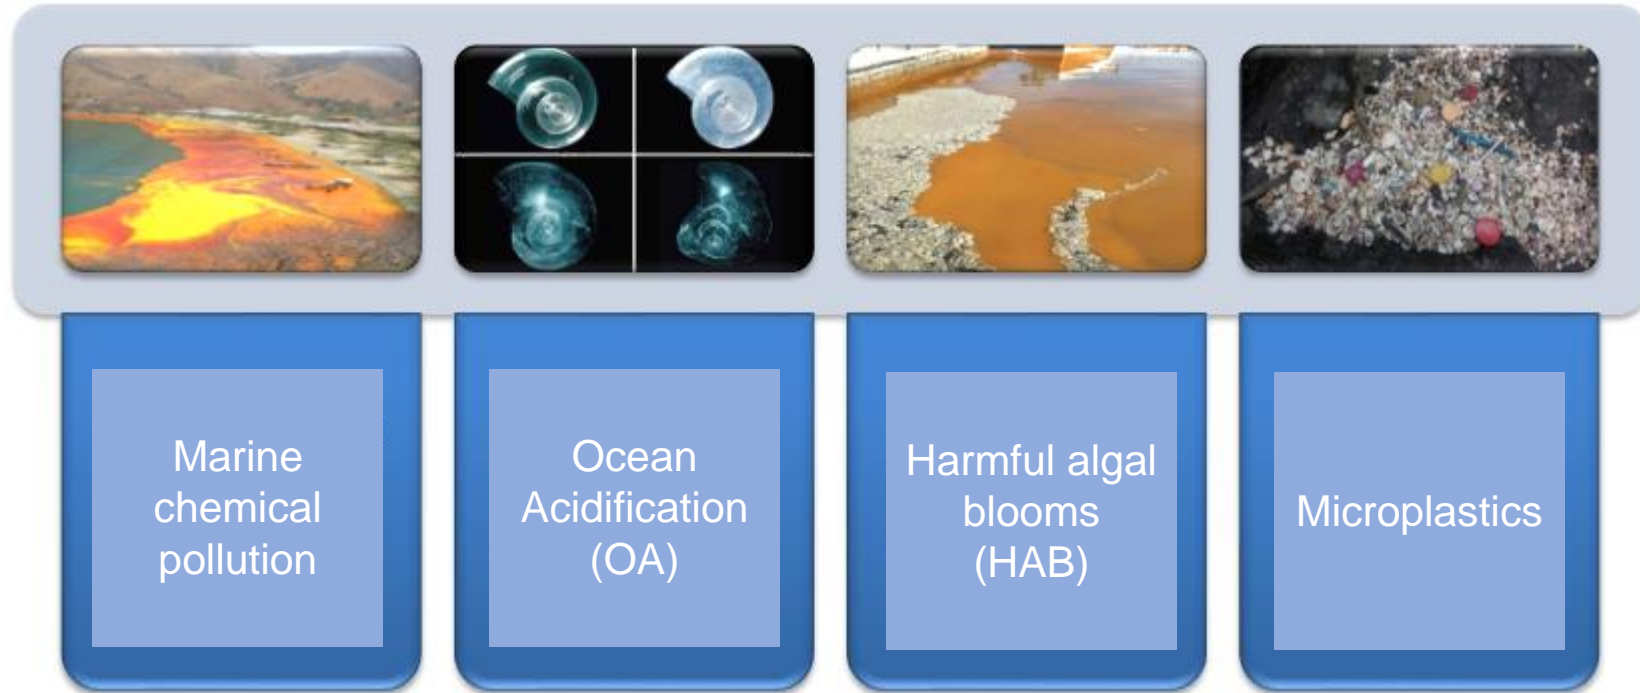 Marine
chemical
pollution
Ocean
Acidification
(OA)
Harmful algal
blooms
(HAB)
Microplastics